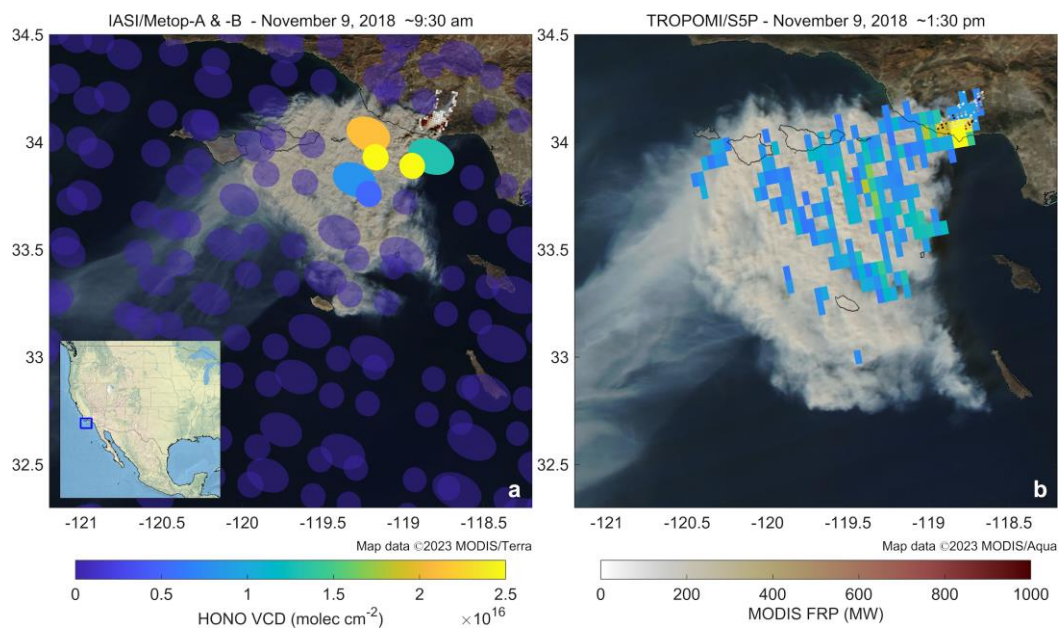 IASI/Metop-A & -B - November 9, 2018 ~9:30 am
34.5
34
33.5
33
32.5
a
-121 -120.5 -120 -119.5 -119 -118.5
Map data ©2023 MODIS/Terra
0 0.5 1 1.5 2 2.5
HONO VCD (molec cm⁻²) ×10¹⁶
TROPOMI/S5P - November 9, 2018 ~1:30 pm
34.5
34
33.5
33
32.5
b
-121 -120.5 -120 -119.5 -119 -118.5
Map data ©2023 MODIS/Aqua
0 200 400 600 800 1000
MODIS FRP (MW)